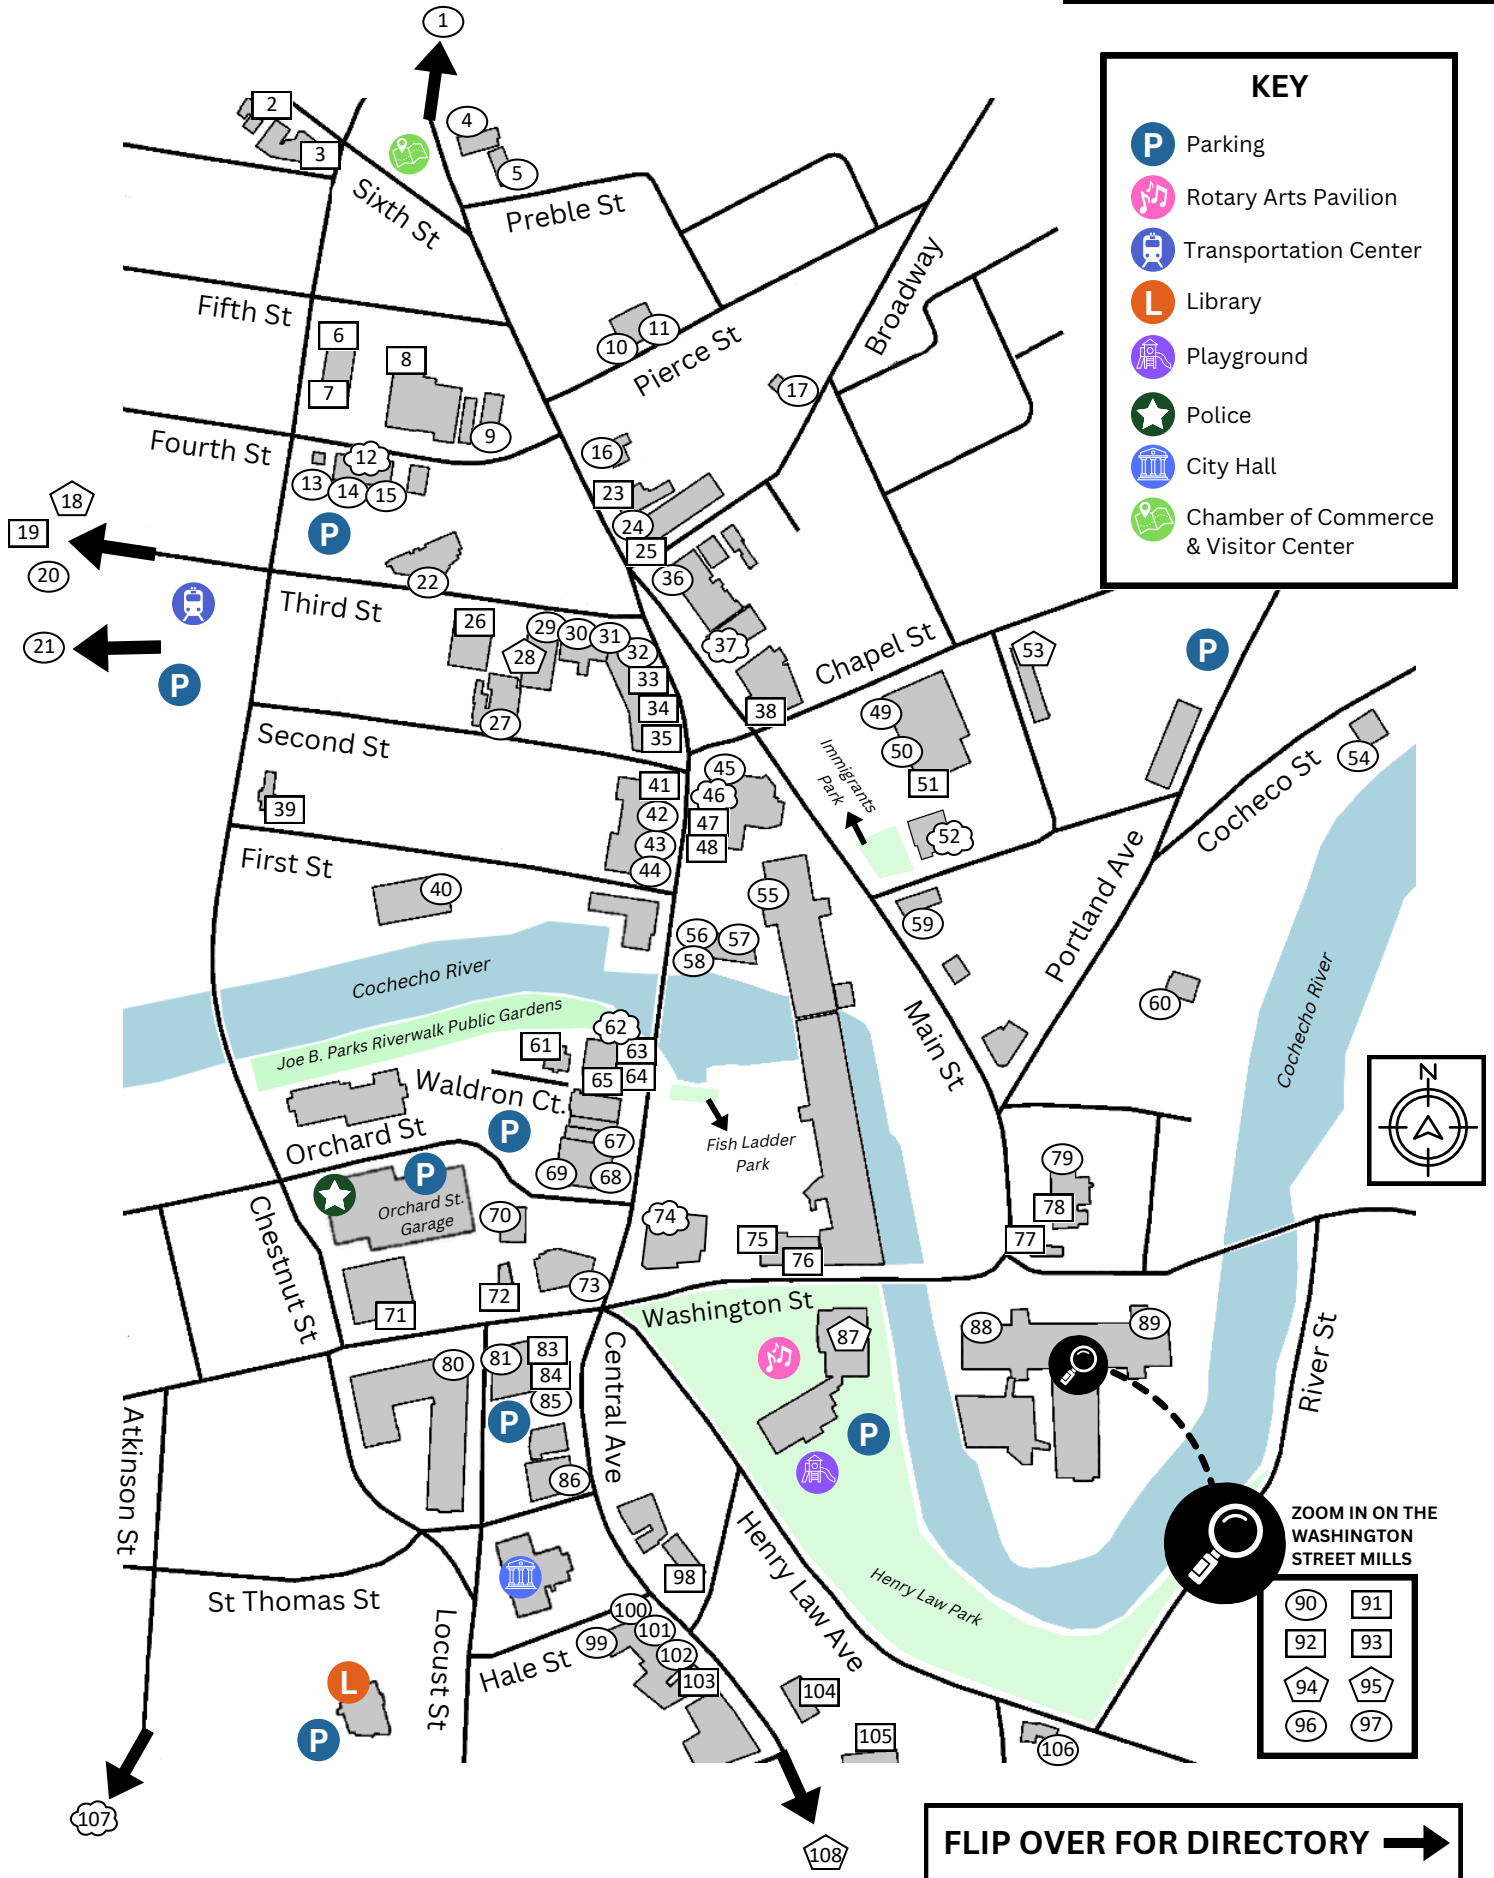 1
KEY
P Parking
Rotary Arts Pavilion
Transportation Center
L Library
Playground
Police
City Hall
Chamber of Commerce
& Visitor Center
2
3
4
5
Sixth St
Preble St
Broadway
Fifth St
6
7
8
9
10
11
Pierce St
17
Fourth St
12
13
14
15
16
P
18
19
20
21
22
23
24
25
36
37
38
Third St
P
26
27
28
29
30
31
32
33
34
35
Chapel St
53
P
49
50
51
52
Immigrants
Park
54
Cocheco St
Second St
39
41
42
43
44
45
46
47
48
First St
40
55
56
57
58
59
Portland Ave
60
Cochecho River
Cochecho River
Joe B. Parks Riverwalk Public Gardens
Main St
N
61
62
63
64
65
Waldron Ct.
P
67
68
69
Fish Ladder
Park
Orchard St
P
Orchard St.
Garage
70
71
72
73
74
75
76
77
78
79
Chestnut St
Washington St
87
88
89
River St
80
81
83
84
85
86
P
Central Ave
P
Atkinson St
Henry Law Ave
Henry Law Park
ZOOM IN ON THE
WASHINGTON
STREET MILLS
90 91
92 93
94 95
96 97
St Thomas St
Locust St
Hale St
98
99
100
101
102
103
104
105
106
L
P
107
108
FLIP OVER FOR DIRECTORY